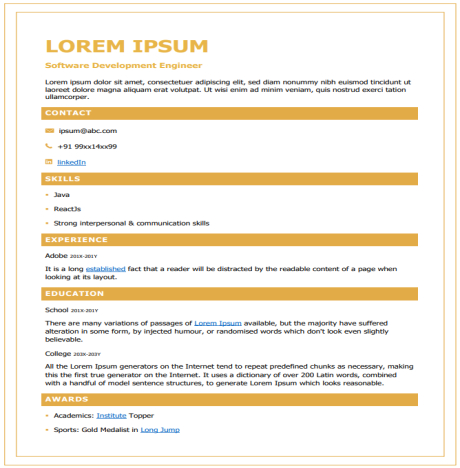 LOREM IPSUM
Software Development Engineer
Lorem ipsum dolor sit amet, consectetuer adipiscing elit, sed diam nonummy nibh euismod tincidunt ut
laoreet dolore magna aliquam erat volutpat. Ut wisi enim ad minim veniam, quis nostrud exerci tation
ullamcorper.
CONTACT
ipsum@abc.com
+91 99xx14xx99
linkedIn
SKILLS
Java
ReactJs
Strong interpersonal & communication skills
EXPERIENCE
Adobe 201X-201Y
It is a long established fact that a reader will be distracted by the readable content of a page when
looking at its layout.
EDUCATION
School 201X-201Y
There are many variations of passages of Lorem Ipsum available, but the majority have suffered
alteration in some form, by injected humour, or randomised words which don't look even slightly
believable.
College 202X-202Y
All the Lorem Ipsum generators on the Internet tend to repeat predefined chunks as necessary, making
this the first true generator on the Internet. It uses a dictionary of over 200 Latin words, combined
with a handful of model sentence structures, to generate Lorem Ipsum which looks reasonable.
AWARDS
Academics: Institute Topper
Sports: Gold Medalist in Long Jump